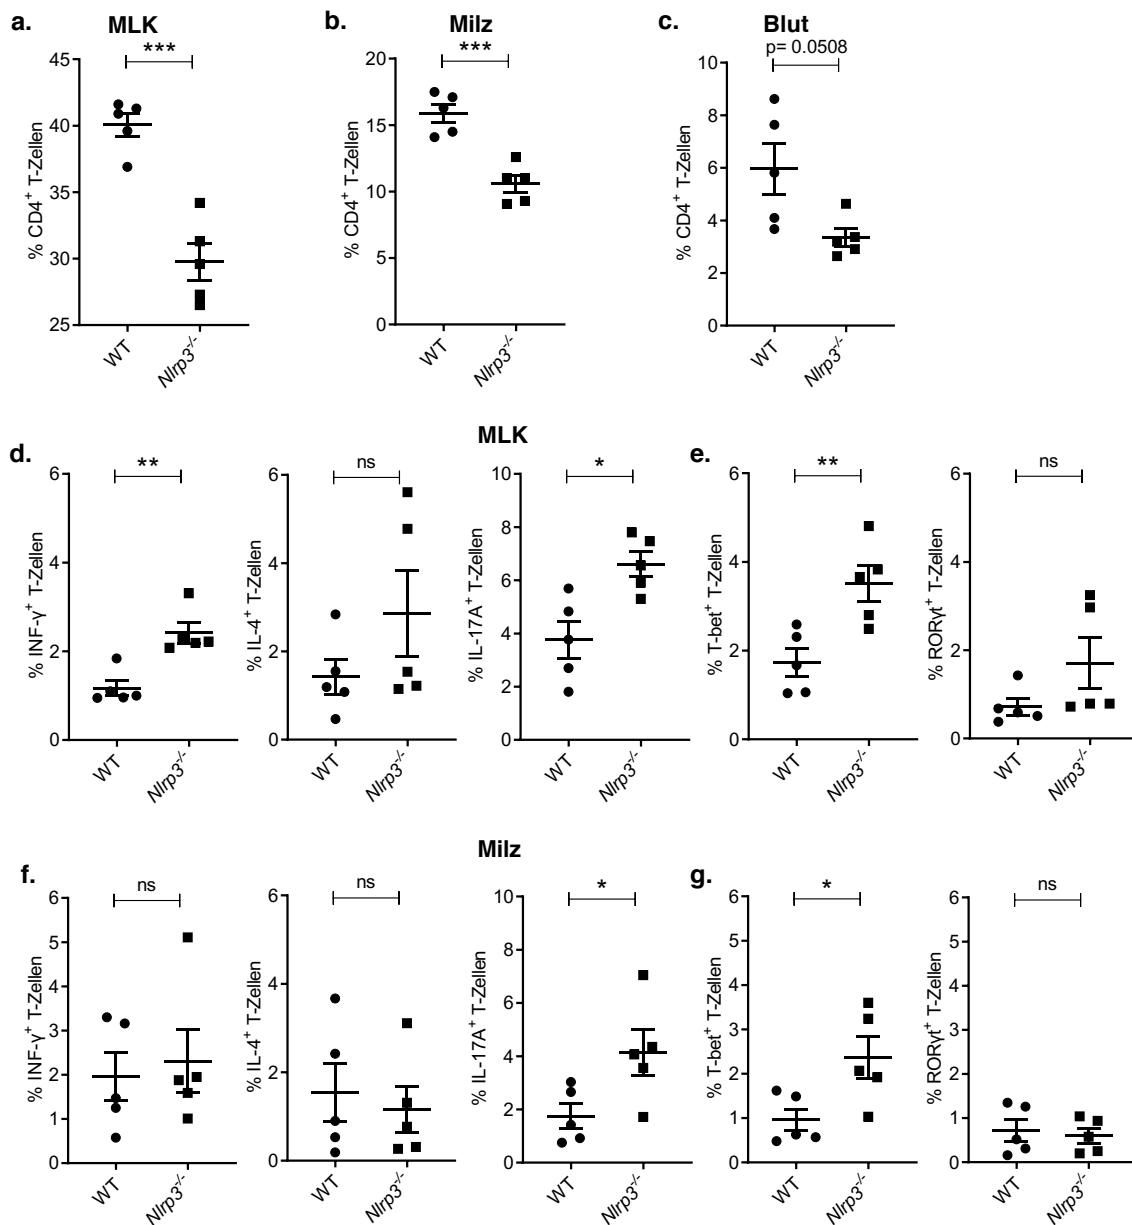 a. MLK
***
45
40
35
30
25
% CD4⁺ T-Zellen
WT
Nlrp3⁻/⁻
b. Milz
***
20
15
10
5
0
% CD4⁺ T-Zellen
WT
Nlrp3⁻/⁻
c. Blut
p= 0.0508
10
8
6
4
2
0
% CD4⁺ T-Zellen
WT
Nlrp3⁻/⁻
MLK
d.
**
6
4
2
0
% INF-γ⁺ T-Zellen
WT
Nlrp3⁻/⁻
ns
6
4
2
0
% IL-4⁺ T-Zellen
WT
Nlrp3⁻/⁻
*
10
8
6
4
2
0
% IL-17A⁺ T-Zellen
WT
Nlrp3⁻/⁻
e.
**
6
4
2
0
% T-bet⁺ T-Zellen
WT
Nlrp3⁻/⁻
ns
6
4
2
0
% RORγt⁺ T-Zellen
WT
Nlrp3⁻/⁻
Milz
f.
ns
6
5
4
3
2
1
0
% INF-γ⁺ T-Zellen
WT
Nlrp3⁻/⁻
ns
6
4
2
0
% IL-4⁺ T-Zellen
WT
Nlrp3⁻/⁻
*
10
8
6
4
2
0
% IL-17A⁺ T-Zellen
WT
Nlrp3⁻/⁻
g.
*
6
5
4
3
2
1
0
% T-bet⁺ T-Zellen
WT
Nlrp3⁻/⁻
ns
6
5
4
3
2
1
0
% RORγt⁺ T-Zellen
WT
Nlrp3⁻/⁻